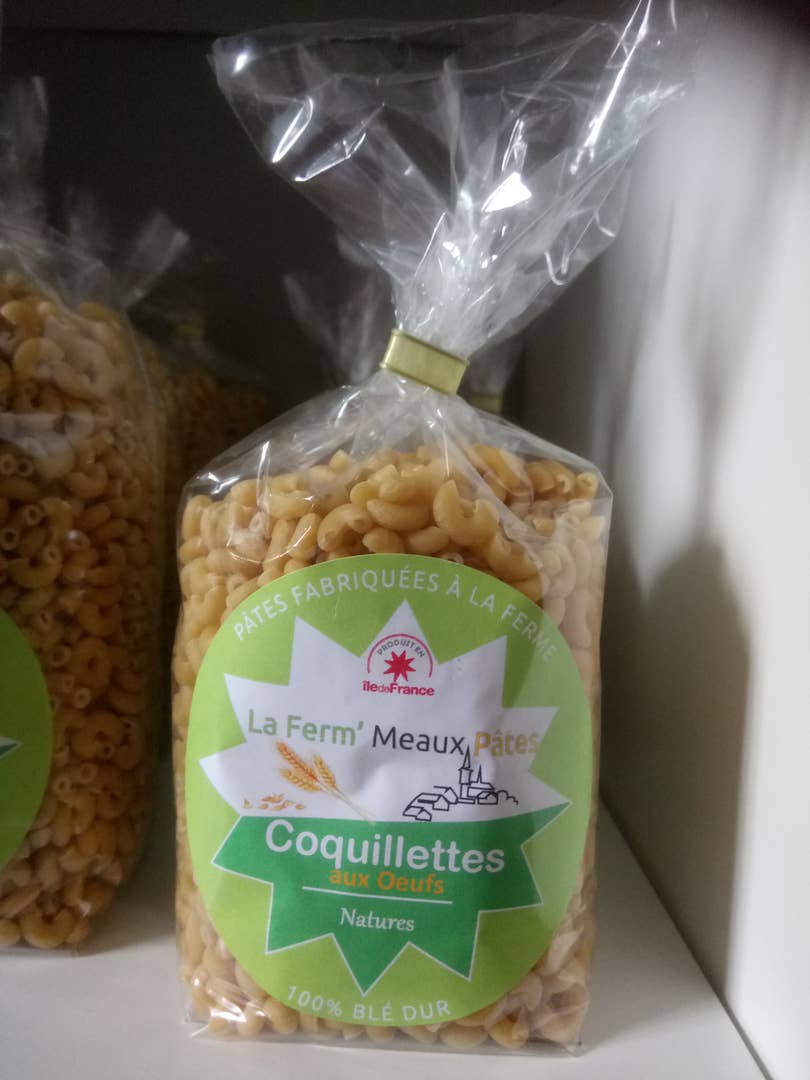 PÂTES FABRIQUÉES À LA FERME
PRODUIT EN
îledeFrance
La Ferm' Meaux Pâtes
Coquillettes
aux Oeufs
Natures
100% BLÉ DUR